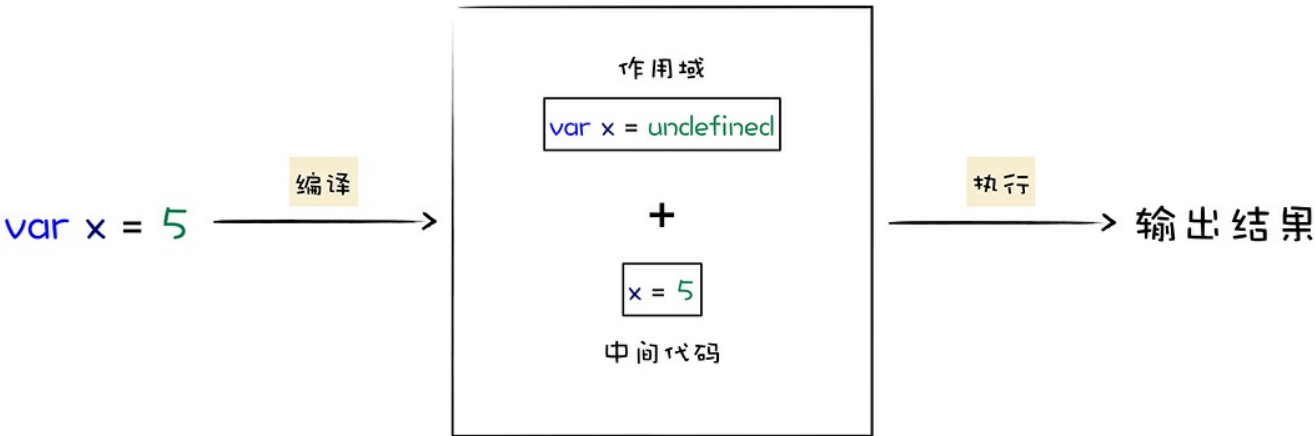 var x = 5
编译
作用域
var x = undefined
+
x = 5
中间代码
执行
输出结果